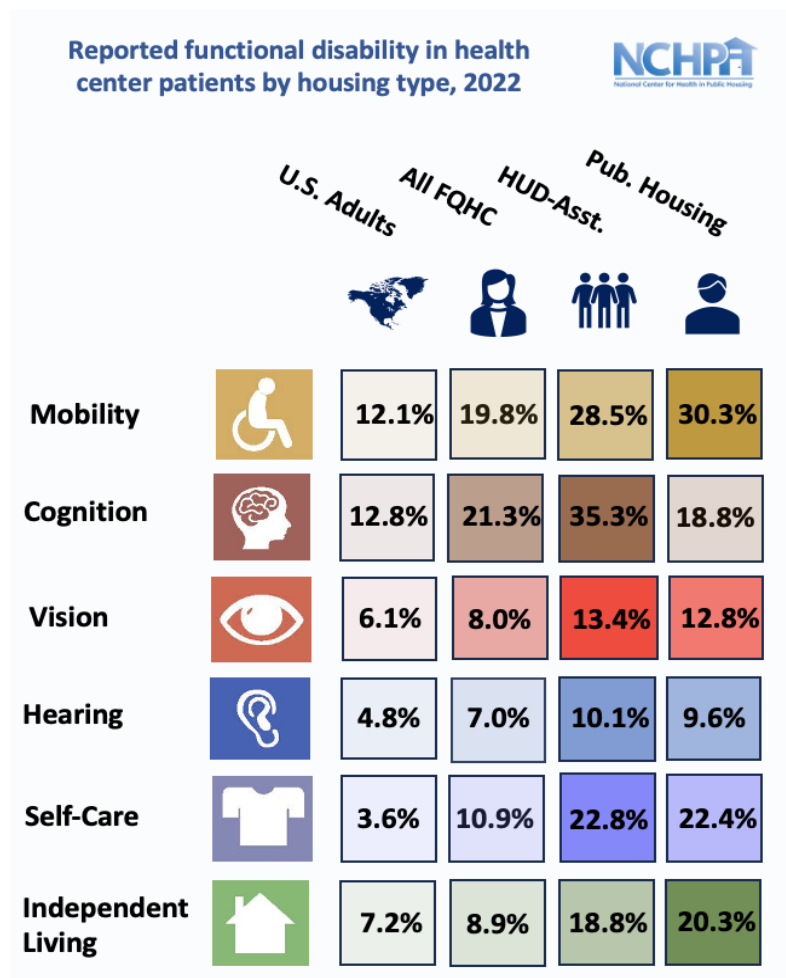 Reported functional disability in health
center patients by housing type, 2022
NCHPH
National Center for Health in Public Housing
U.S. Adults
All FQHC
HUD-Asst.
Pub. Housing
Mobility
12.1%
19.8%
28.5%
30.3%
Cognition
12.8%
21.3%
35.3%
18.8%
Vision
6.1%
8.0%
13.4%
12.8%
Hearing
4.8%
7.0%
10.1%
9.6%
Self-Care
3.6%
10.9%
22.8%
22.4%
Independent
Living
7.2%
8.9%
18.8%
20.3%